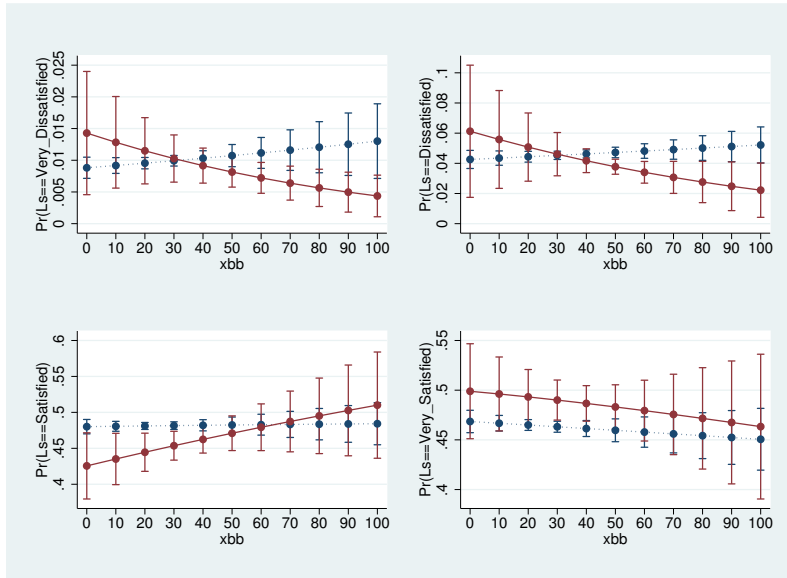 Pr(Ls==Very_Dissatisfied)
.025
.02
.015
.01
.005
0
0 10 20 30 40 50 60 70 80 90 100
xbb
Pr(Ls==Dissatisfied)
.1
.08
.06
.04
.02
0
0 10 20 30 40 50 60 70 80 90 100
xbb
Pr(Ls==Satisfied)
.6
.55
.5
.45
.4
0 10 20 30 40 50 60 70 80 90 100
xbb
Pr(Ls==Very_Satisfied)
.55
.5
.45
.4
0 10 20 30 40 50 60 70 80 90 100
xbb